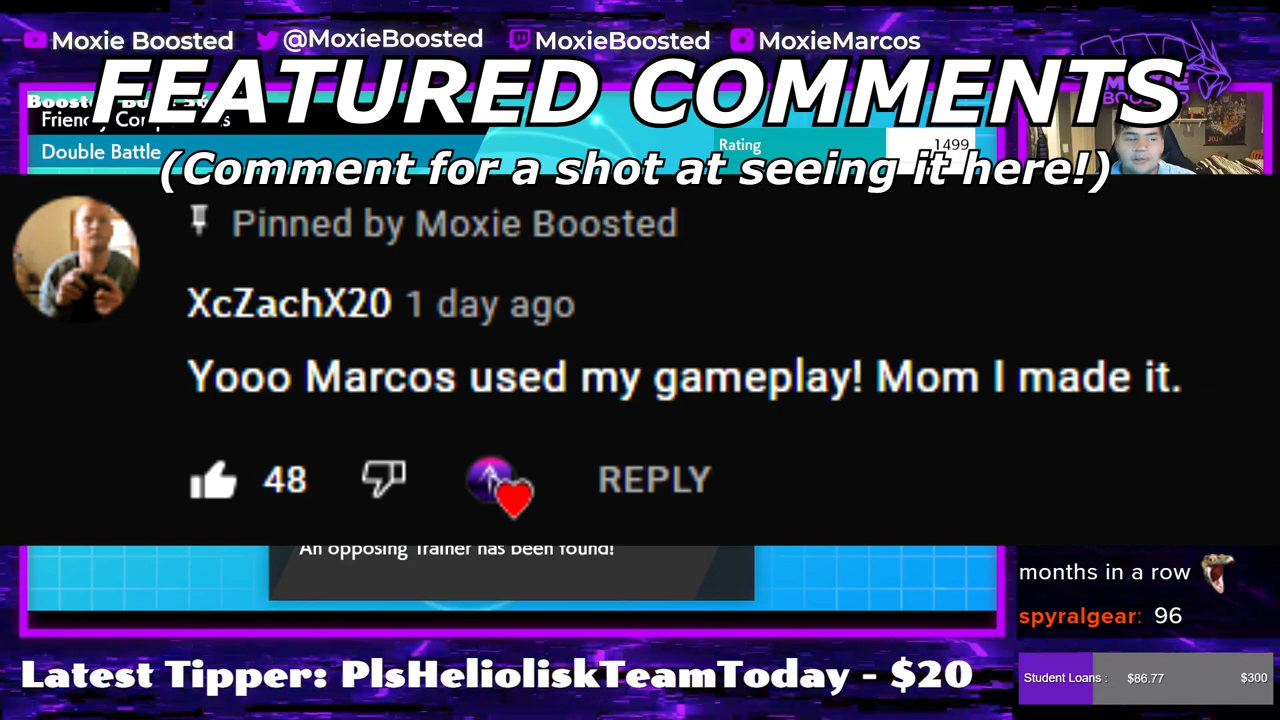 Moxie Boosted @MoxieBoosted MoxieBoosted MoxieMarcos
FEATURED COMMENTS
(Comment for a shot at seeing it here!)
BOOSTED
Double Battle
Rating 1499
Pinned by Moxie Boosted
XcZachX20 1 day ago
Yooo Marcos used my gameplay! Mom I made it.
48 REPLY
An opposing Trainer has been found!
months in a row
spyralgear: 96
Latest Tipper: PlsHelioliskTeamToday - $20
Student Loans : $86.77 $300